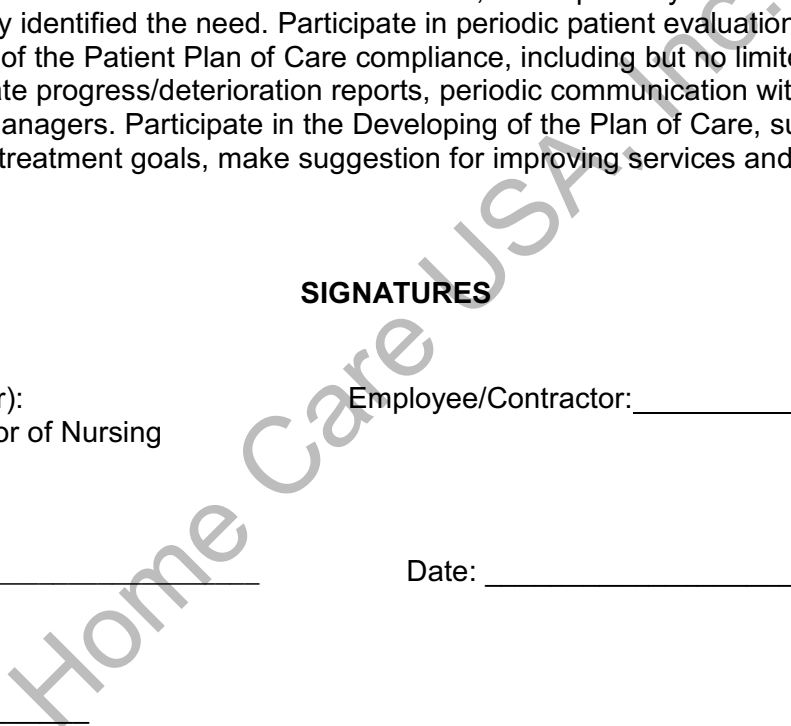 y identified the need. Participate in periodic patient evaluation
of the Patient Plan of Care compliance, including but no limite
te progress/deterioration reports, periodic communication wit
anagers. Participate in the Developing of the Plan of Care, su
treatment goals, make suggestion for improving services and
SIGNATURES
r): Employee/Contractor:
or of Nursing
Date:
Home Care USA, Inc.